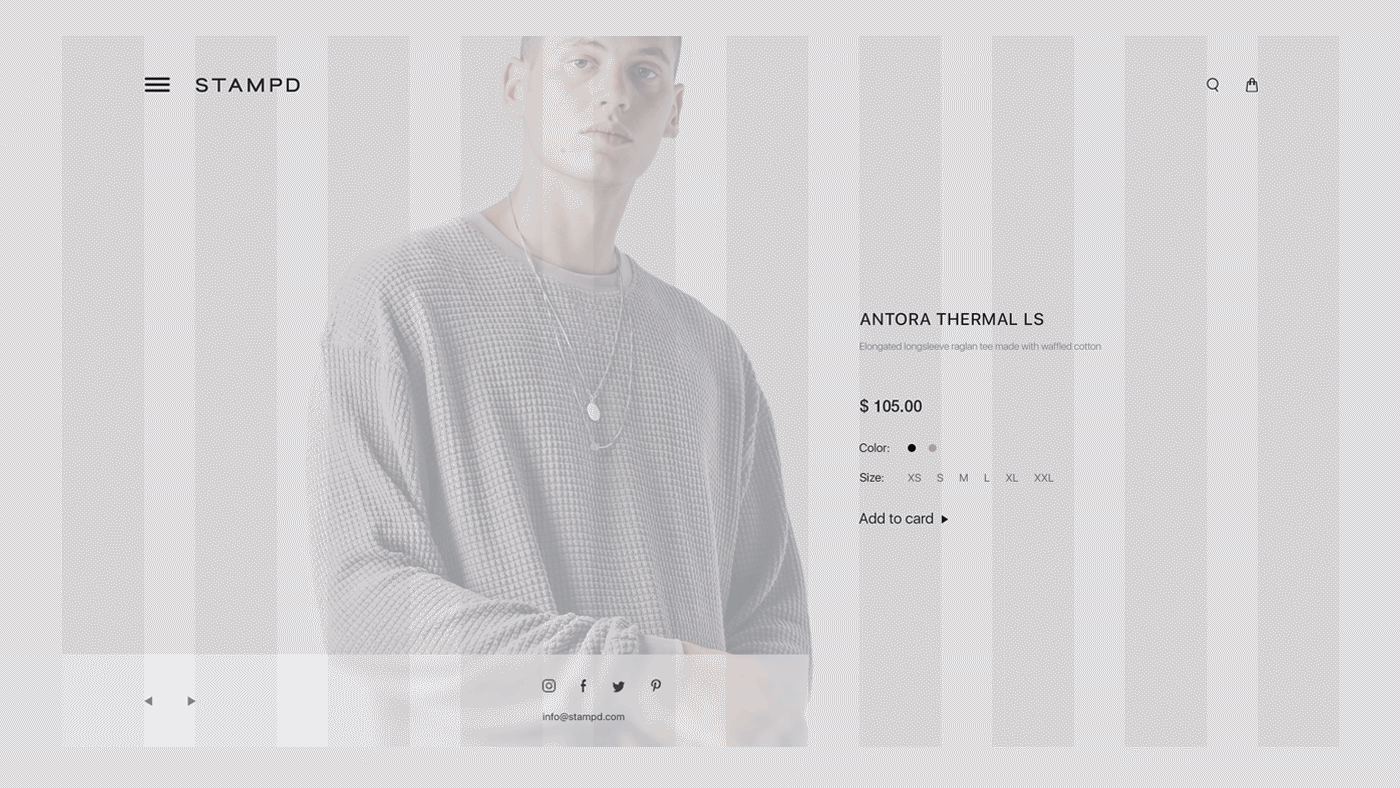 STAMPD
ANTORA THERMAL LS
Elongated longsleeve raglan tee made with waffled cotton
$ 105.00
Color:
Size: XS S M L XL XXL
Add to card
info@stampd.com